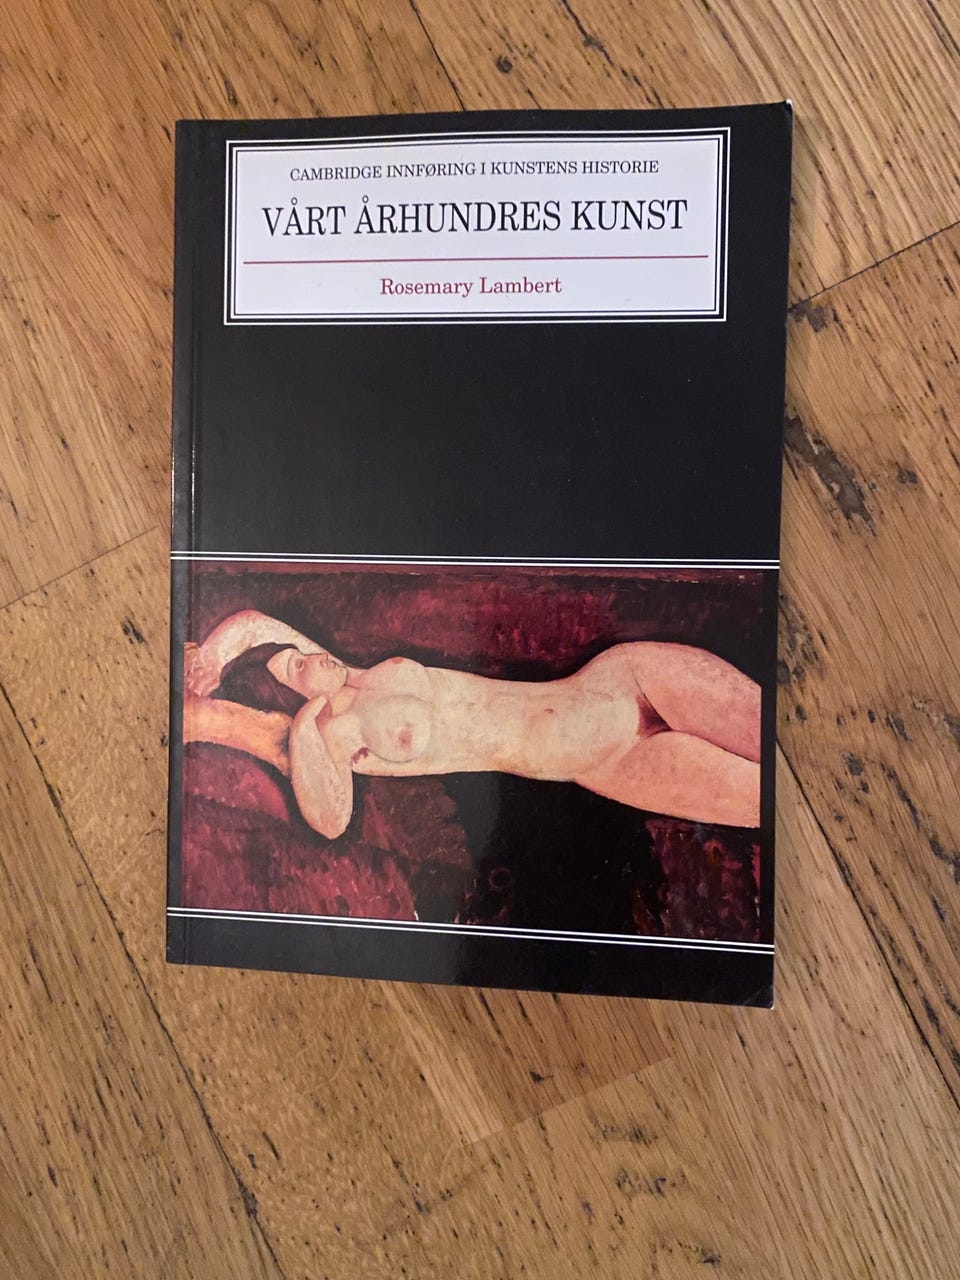 CAMBRIDGE INNFØRING I KUNSTENS HISTORIE
VÅRT ÅRHUNDRES KUNST
Rosemary Lambert